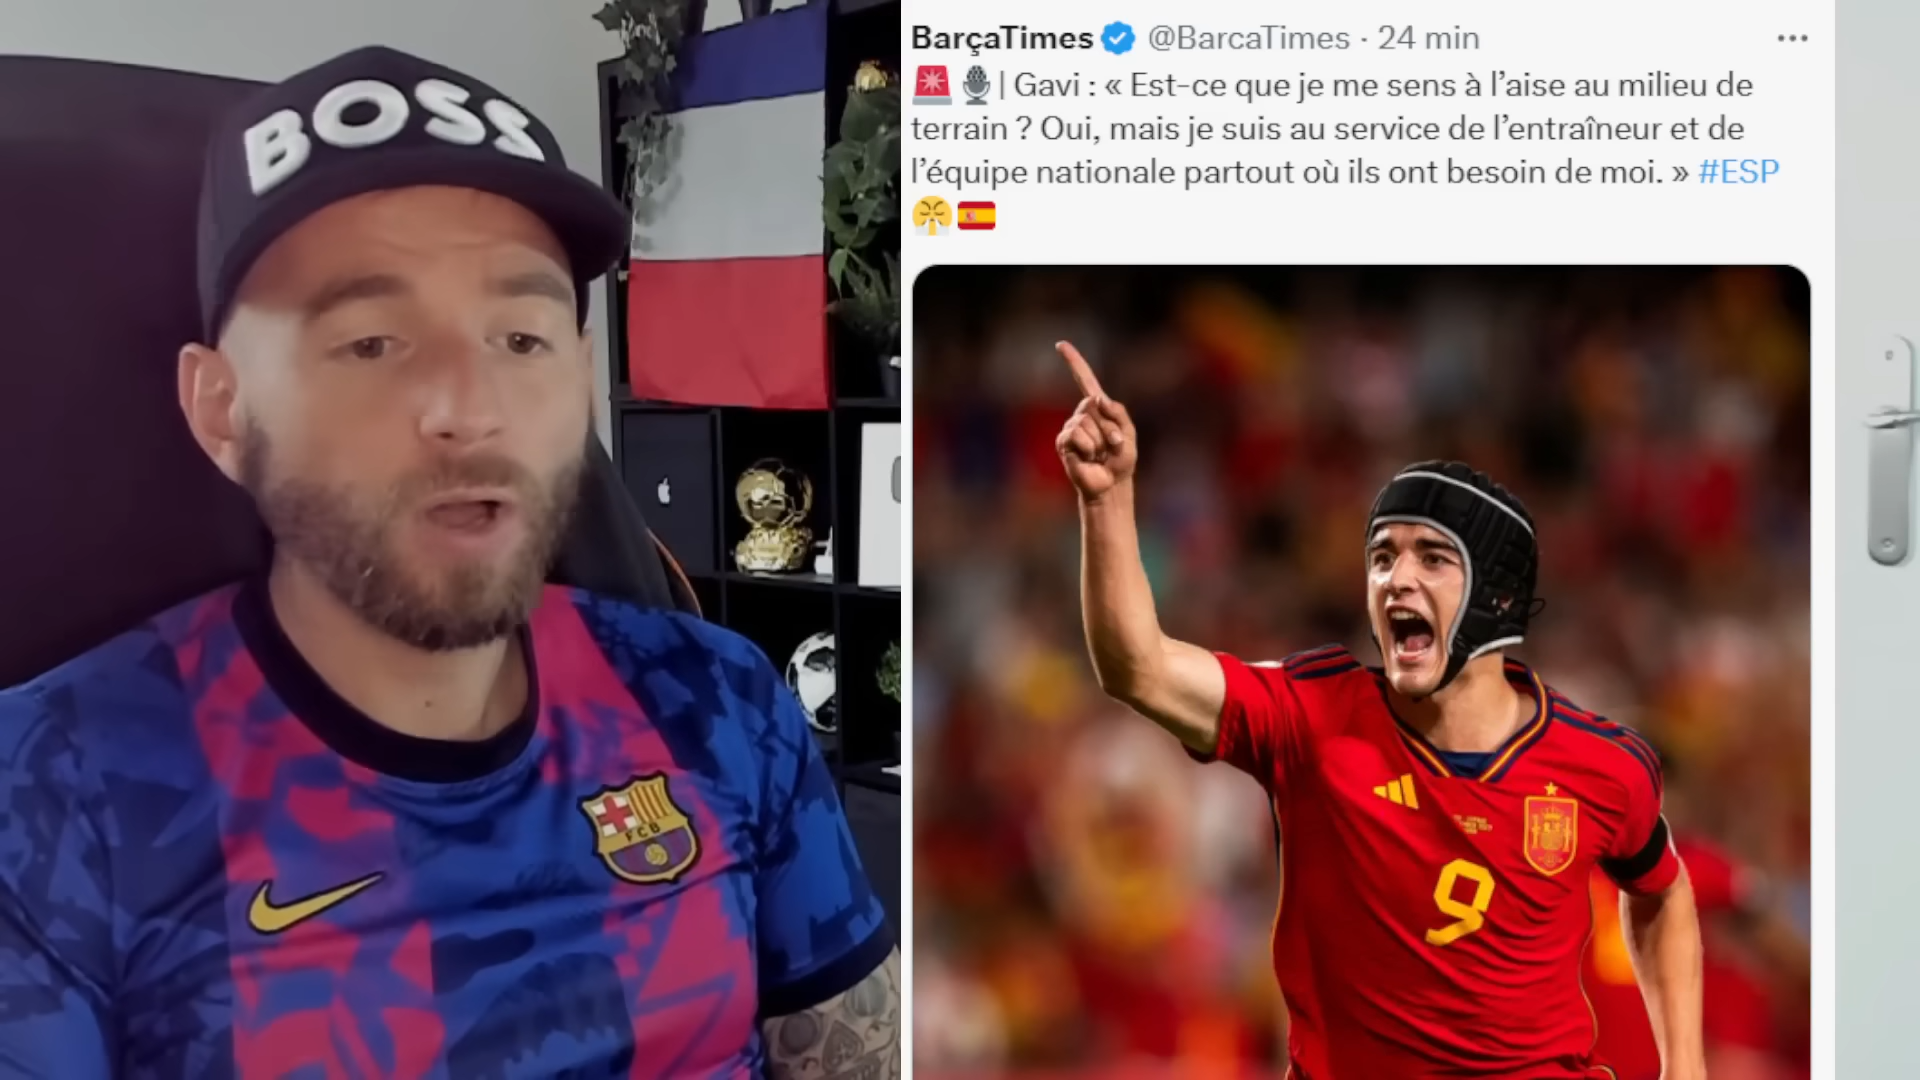 BOSS
FCB
BarçaTimes @BarcaTimes · 24 min
| Gavi : « Est-ce que je me sens à l’aise au milieu de
terrain ? Oui, mais je suis au service de l’entraîneur et de
l’équipe nationale partout où ils ont besoin de moi. » #ESP
9